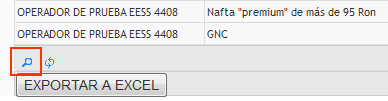 OPERADOR DE PRUEBA EESS 4408 Nafta "premium" de más de 95 Ron
OPERADOR DE PRUEBA EESS 4408 GNC
EXPORTAR A EXCEL